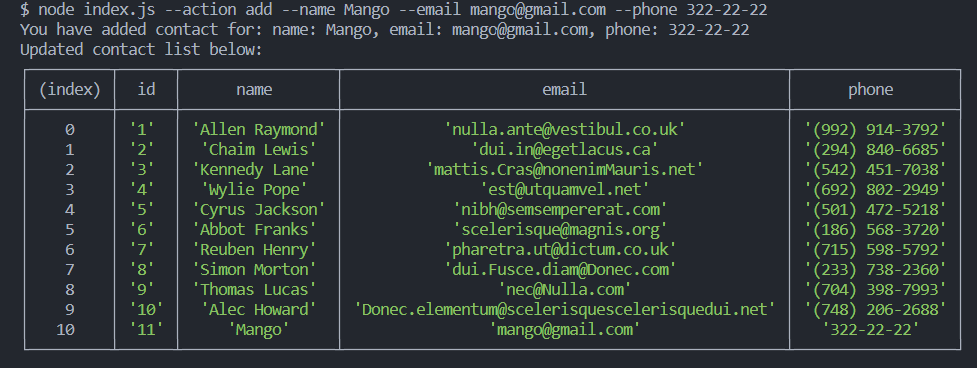 $ node index.js --action add --name Mango --email mango@gmail.com --phone 322-22-22
You have added contact for: name: Mango, email: mango@gmail.com, phone: 322-22-22
Updated contact list below:
(index) id name email phone
0 '1' 'Allen Raymond' 'nulla.ante@vestibul.co.uk' '(992) 914-3792'
1 '2' 'Chaim Lewis' 'dui.in@egetlacus.ca' '(294) 840-6685'
2 '3' 'Kennedy Lane' 'mattis.Cras@nonenimMauris.net' '(542) 451-7038'
3 '4' 'Wylie Pope' 'est@utquamvel.net' '(692) 802-2949'
4 '5' 'Cyrus Jackson' 'nibh@semsempererat.com' '(501) 472-5218'
5 '6' 'Abbot Franks' 'scelerisque@magnis.org' '(186) 568-3720'
6 '7' 'Reuben Henry' 'pharetra.ut@dictum.co.uk' '(715) 598-5792'
7 '8' 'Simon Morton' 'dui.Fusce.diam@Donec.com' '(233) 738-2360'
8 '9' 'Thomas Lucas' 'nec@Nulla.com' '(704) 398-7993'
9 '10' 'Alec Howard' 'Donec.elementum@scelerisquescelerisquedui.net' '(748) 206-2688'
10 '11' 'Mango' 'mango@gmail.com' '322-22-22'